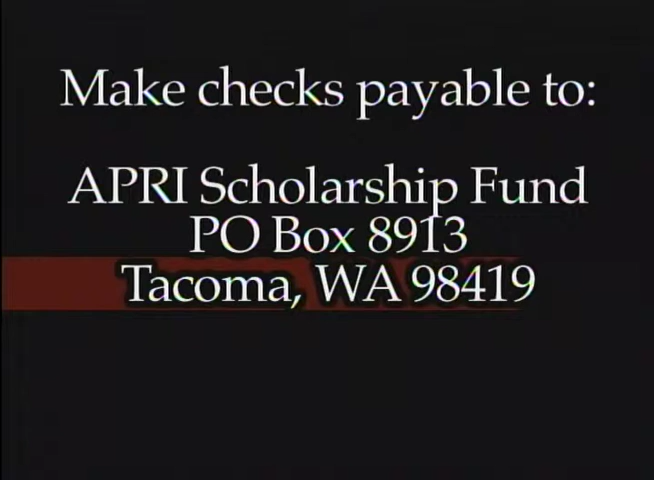 Make checks payable to:
APRI Scholarship Fund
PO Box 8913
Tacoma, WA 98419